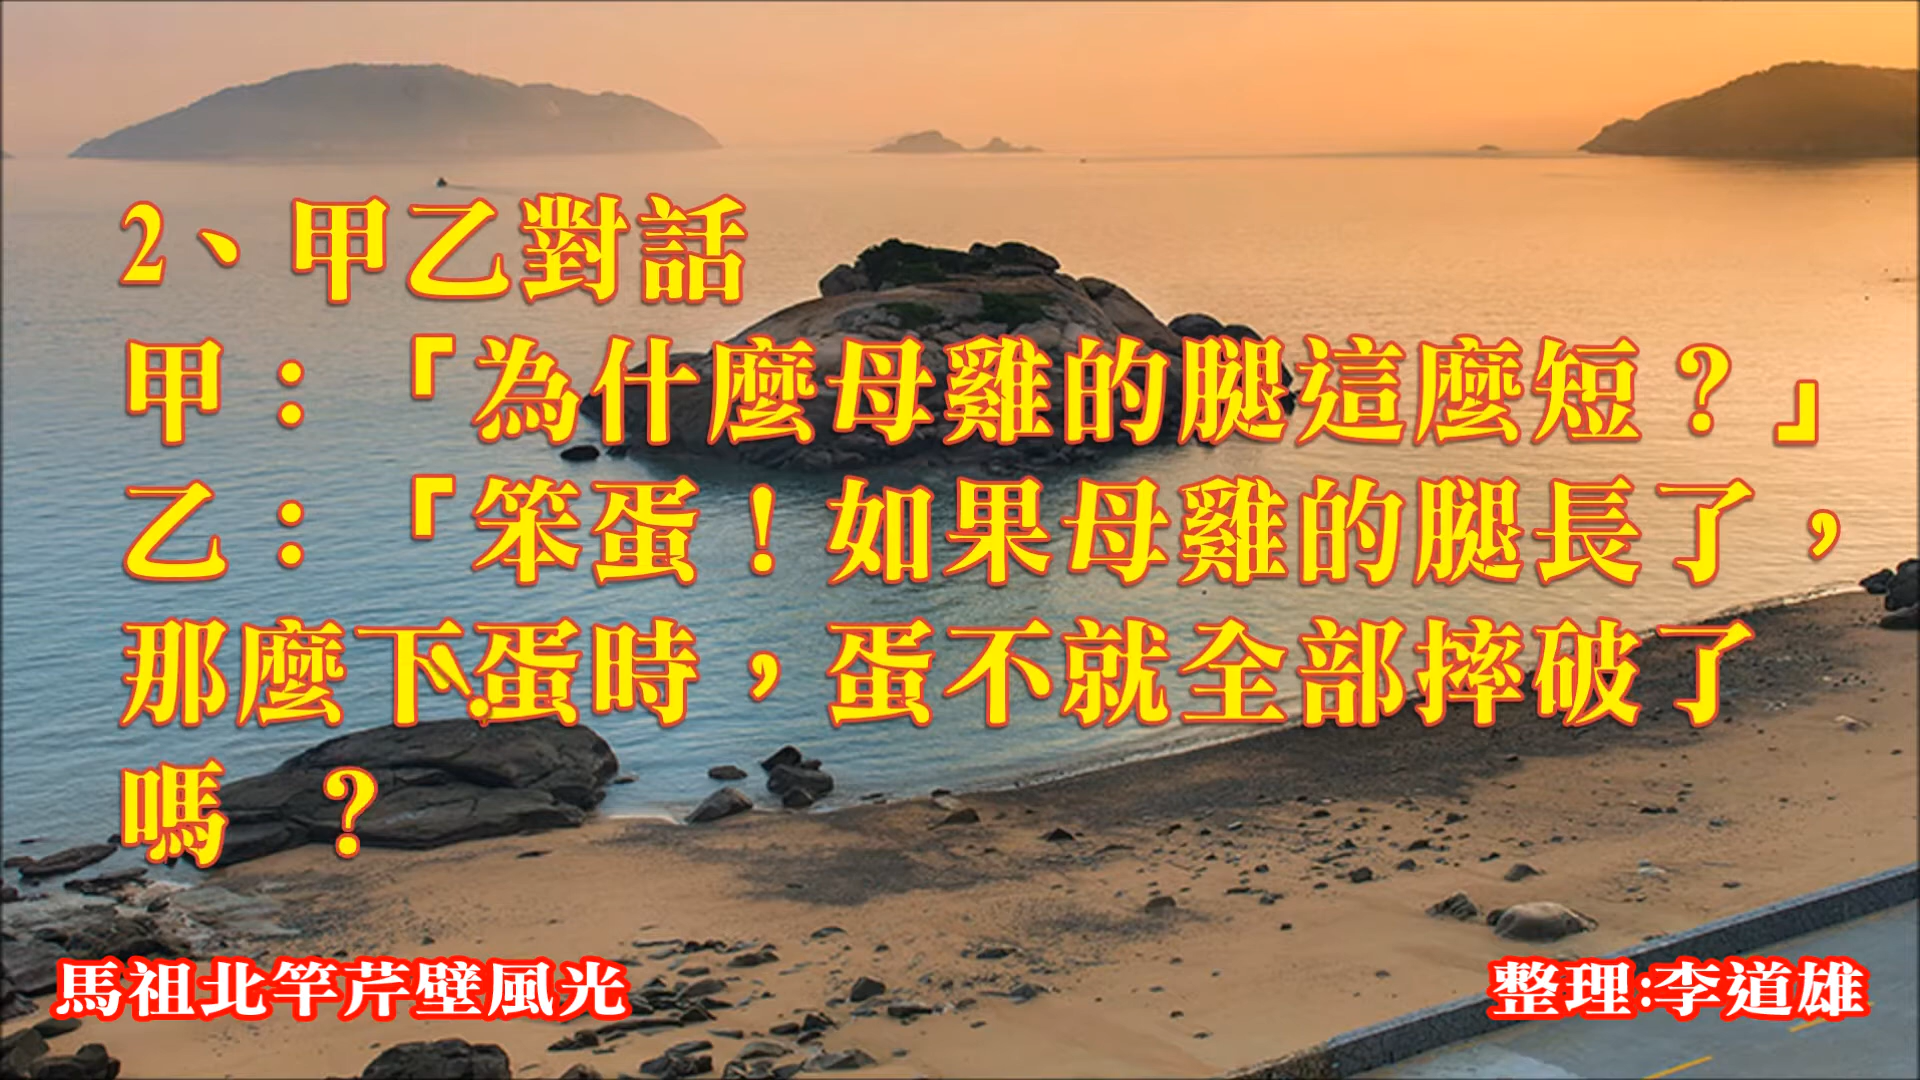 2、甲乙對話
甲：「為什麼母雞的腿這麼短？」
乙：「笨蛋！如果母雞的腿長了，
那麼下蛋時，蛋不就全部摔破了
嗎 ？
馬祖北竿芹壁風光
整理:李道雄